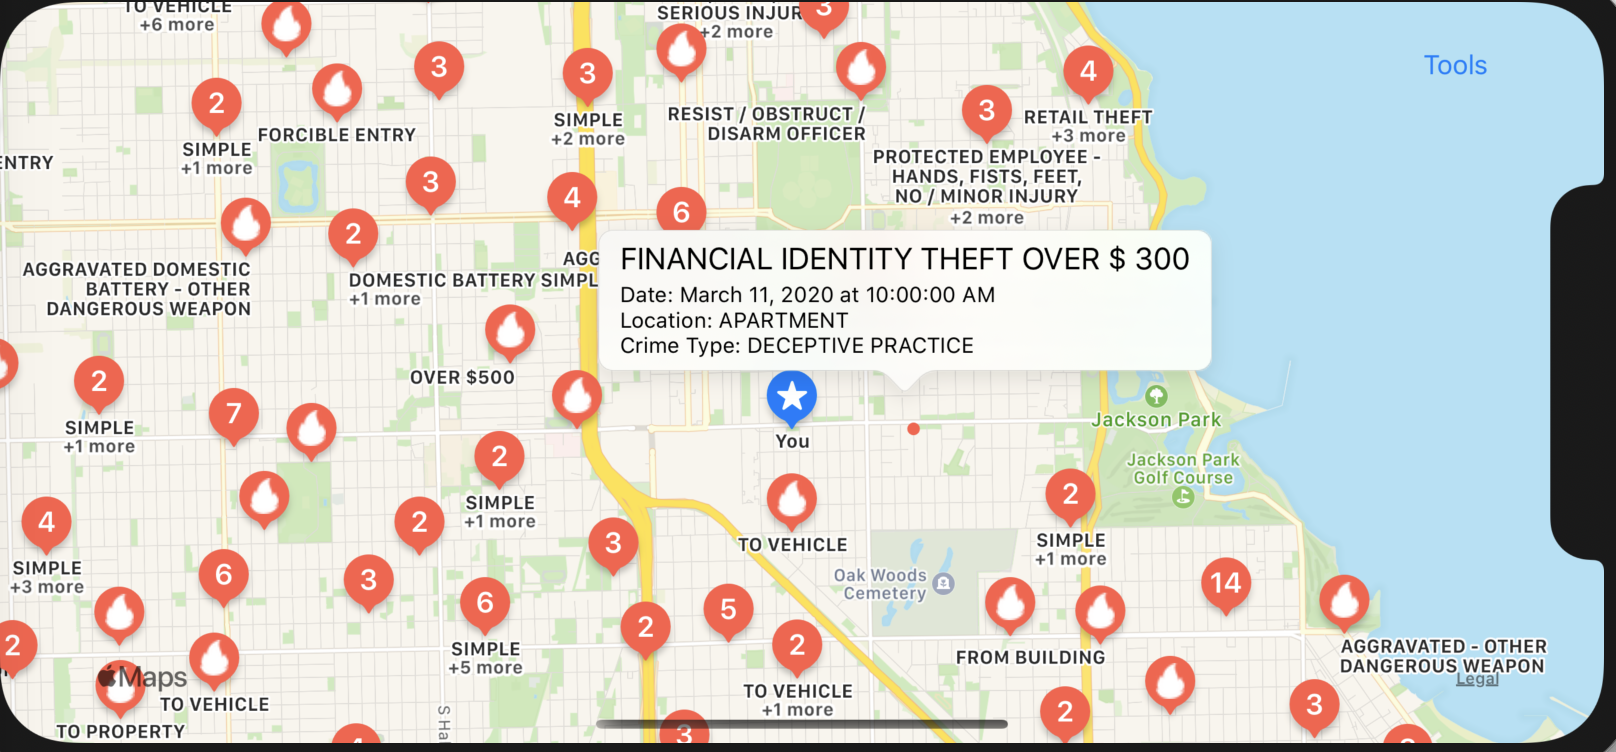 TO VEHICLE
+6 more
SERIOUS INJUR
+2 more
3
Tools
3
3
4
2
3
SIMPLE
+1 more
FORCIBLE ENTRY
SIMPLE
+2 more
RESIST / OBSTRUCT /
DISARM OFFICER
RETAIL THEFT
+3 more
ENTRY
PROTECTED EMPLOYEE -
HANDS, FISTS, FEET,
NO / MINOR INJURY
+2 more
3
4
6
2
AGGRAVATED DOMESTIC
BATTERY - OTHER
DANGEROUS WEAPON
DOMESTIC BATTERY
+1 more
AGG
SIMPL
FINANCIAL IDENTITY THEFT OVER $ 300
Date: March 11, 2020 at 10:00:00 AM
Location: APARTMENT
Crime Type: DECEPTIVE PRACTICE
OVER $500
2
SIMPLE
+1 more
7
You
Jackson Park
2
SIMPLE
+1 more
Jackson Park
Golf Course
4
SIMPLE
+3 more
2
3
TO VEHICLE
2
SIMPLE
+1 more
6
3
6
SIMPLE
+5 more
Oak Woods
Cemetery
14
2
5
2
2
TO VEHICLE
+1 more
FROM BUILDING
AGGRAVATED - OTHER
DANGEROUS WEAPON
Legal
Maps
TO VEHICLE
TO PROPERTY
S Hal
3
2
3